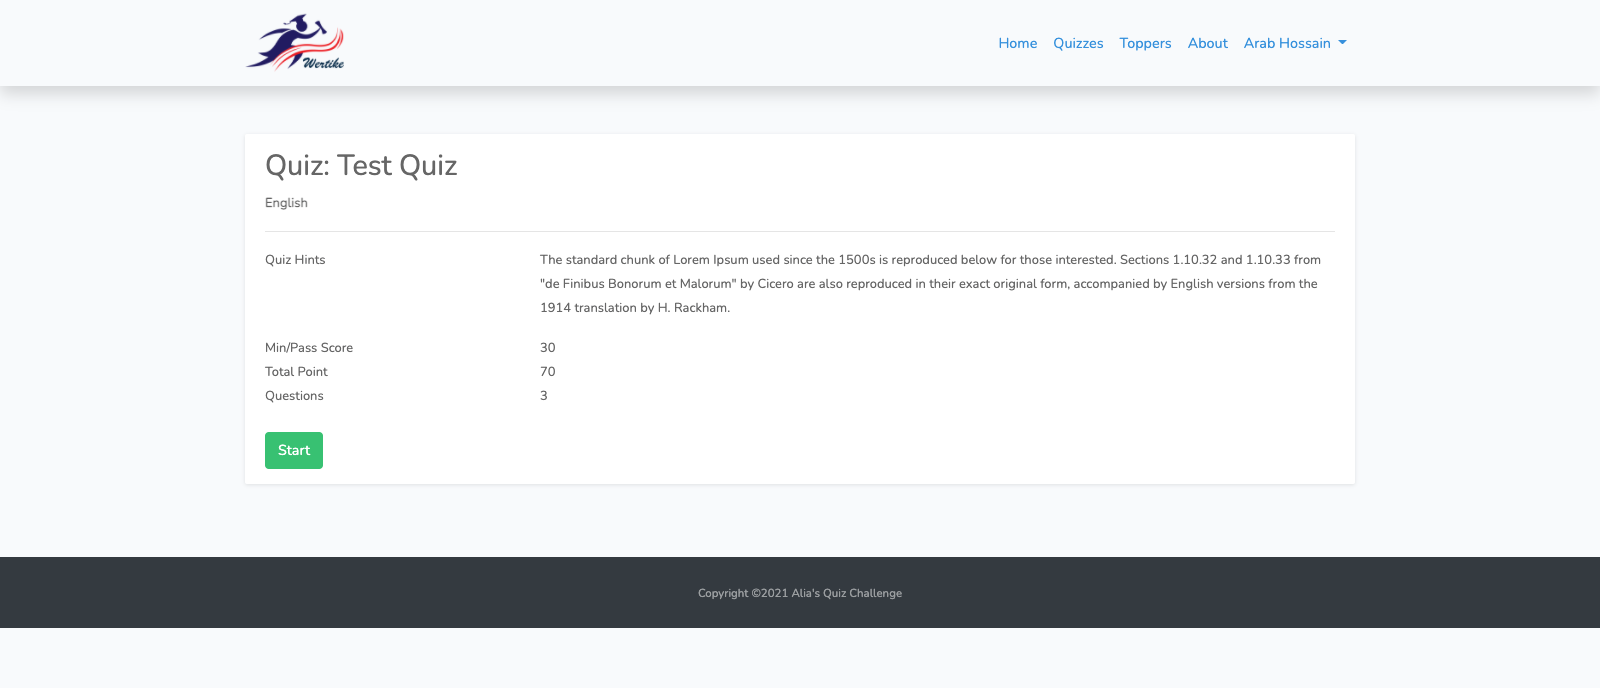 Wertike
Home Quizzes Toppers About Arab Hossain
Quiz: Test Quiz
English
Quiz Hints
The standard chunk of Lorem Ipsum used since the 1500s is reproduced below for those interested. Sections 1.10.32 and 1.10.33 from
"de Finibus Bonorum et Malorum" by Cicero are also reproduced in their exact original form, accompanied by English versions from the
1914 translation by H. Rackham.
Min/Pass Score 30
Total Point 70
Questions 3
Start
Copyright ©2021 Alia's Quiz Challenge